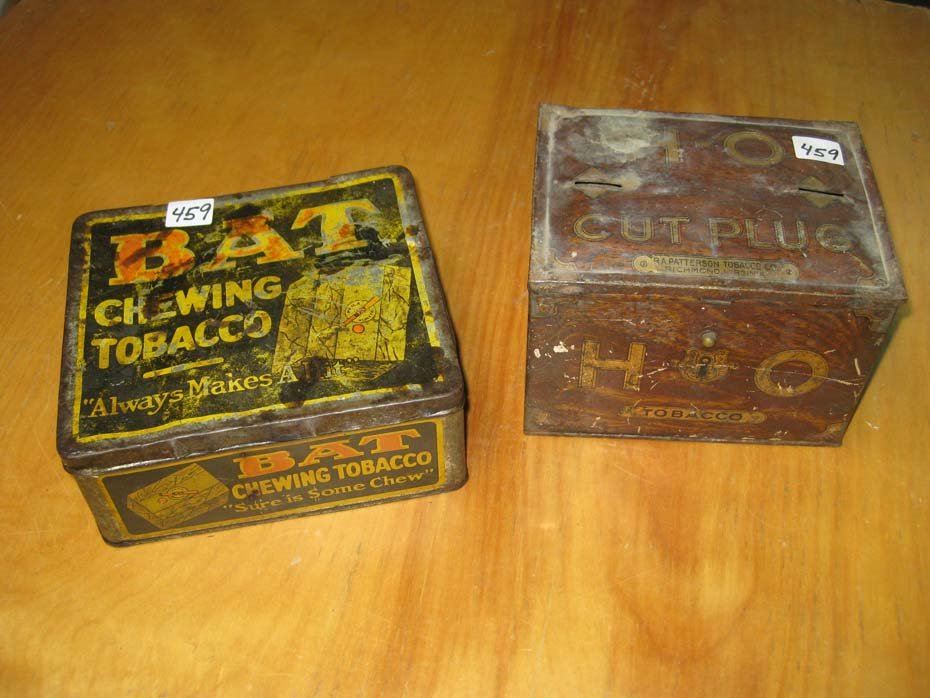 459
BAT
CHEWING
TOBACCO
"Always Makes A
BAT
CHEWING TOBACCO
"Sure is Some Chew"
459
H O
CUT PLUG
R.A. PATTERSON TOBACCO CO.
RICHMOND, VIRGINIA
H O
TOBACCO